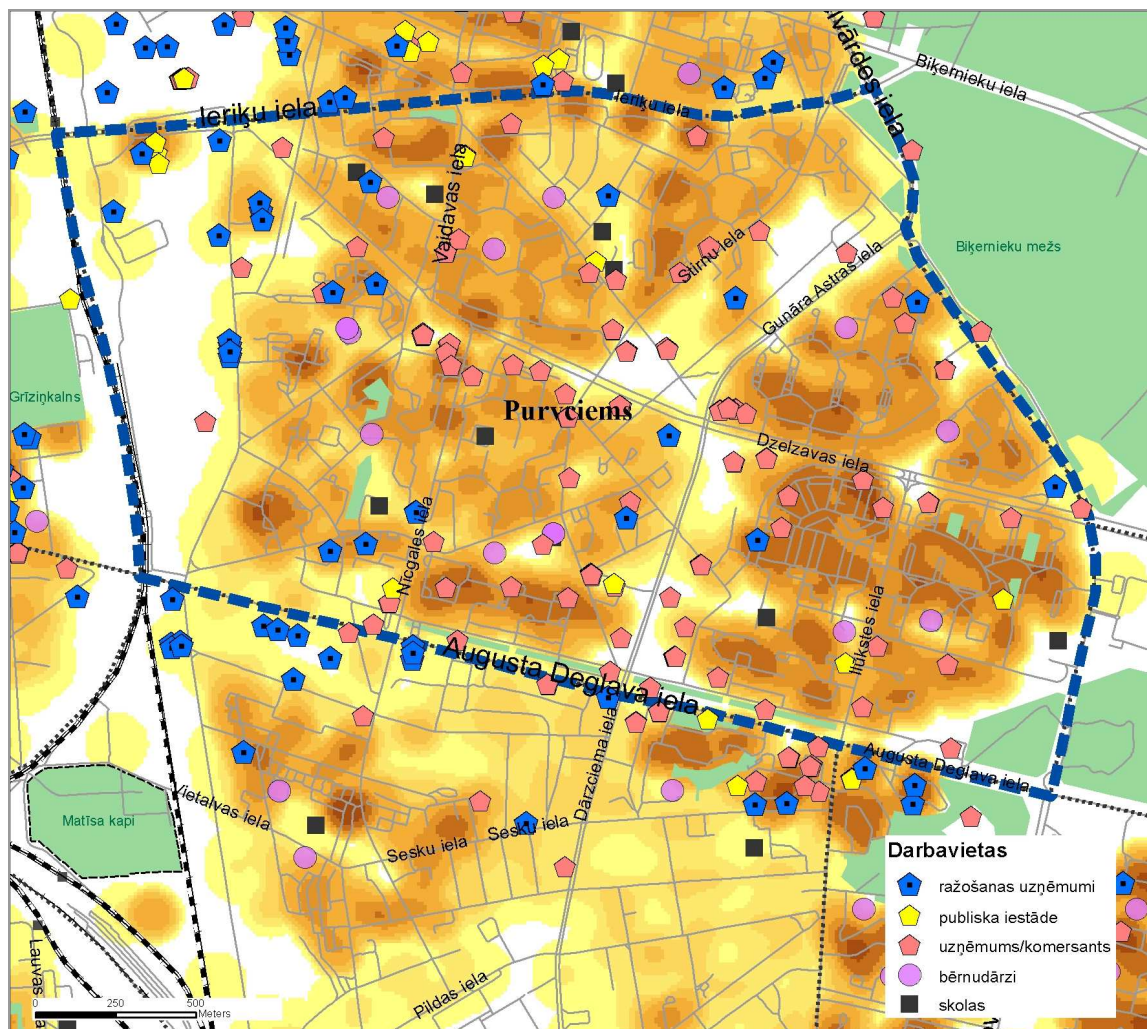 Biķernieku iela
Ieriķu iela
Ieriķu iela
Vaidavas iela
Stirnu iela
Biķernieku mežs
Gunāra Astras iela
Grīziņkalns
Purvciems
Dzelzavas iela
Nīcgales iela
Ilūkstes iela
Augusta Deglava iela
Augusta Deglava iela
Dārzciema iela
Vietalvas iela
Matīsa kapi
Sesku iela
Sesku iela
Pildas iela
Lauvas
0 250 500
Meters
Darbavietas
ražošanas uzņēmumi
publiska iestāde
uzņēmums/komersants
bērnudārzi
skolas